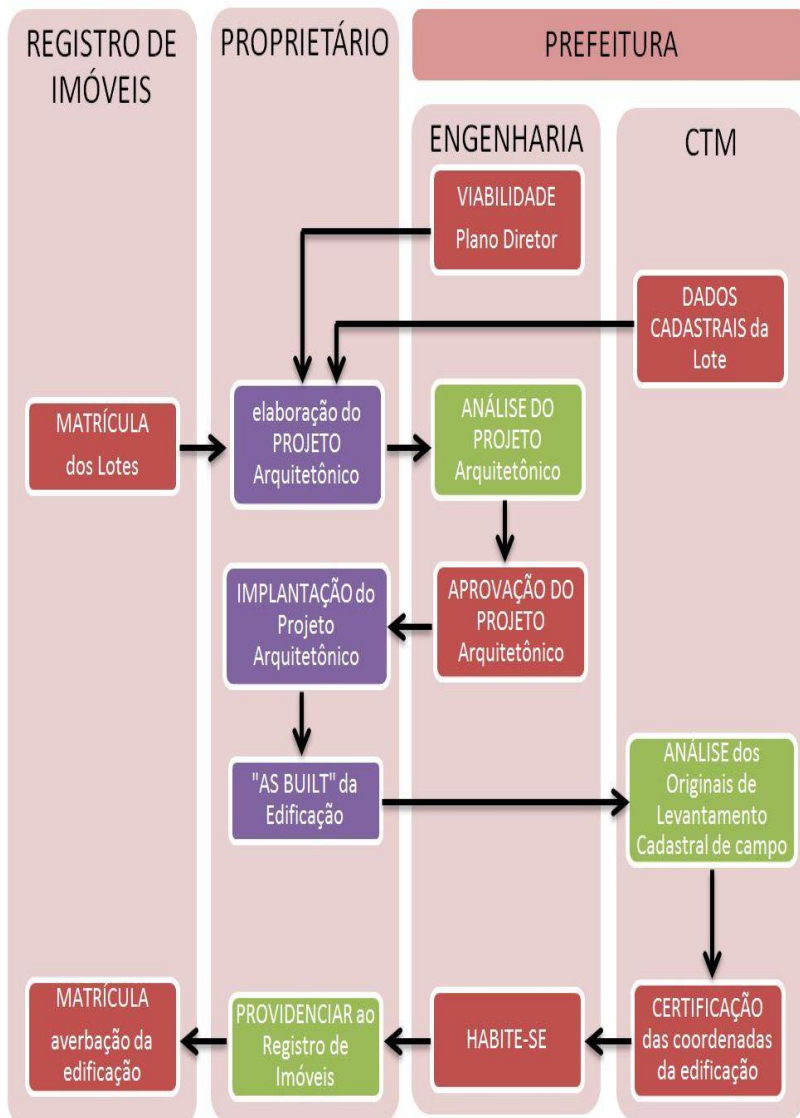 REGISTRO DE
IMÓVEIS
PROPRIETÁRIO
PREFEITURA
ENGENHARIA
CTM
VIABILIDADE
Plano Diretor
DADOS
CADASTRAIS da
Lote
MATRÍCULA
dos Lotes
elaboração do
PROJETO
Arquitetônico
ANÁLISE DO
PROJETO
Arquitetônico
IMPLANTAÇÃO do
Projeto
Arquitetônico
APROVAÇÃO DO
PROJETO
Arquitetônico
"AS BUILT" da
Edificação
ANÁLISE dos
Originais de
Levantamento
Cadastral de campo
MATRÍCULA
averbação da
edificação
PROVIDENCIAR ao
Registro de
Imóveis
HABITE-SE
CERTIFICAÇÃO
das coordenadas
da edificação